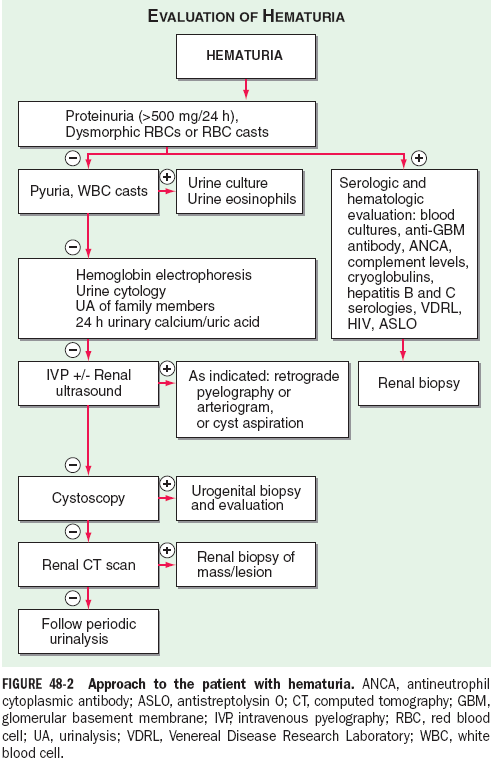 EVALUATION OF HEMATURIA
HEMATURIA
Proteinuria (>500 mg/24 h),
Dysmorphic RBCs or RBC casts
−
+
Pyuria, WBC casts
+
Urine culture
Urine eosinophils
Serologic and
hematologic
evaluation: blood
cultures, anti-GBM
antibody, ANCA,
complement levels,
cryoglobulins,
hepatitis B and C
serologies, VDRL,
HIV, ASLO
−
Hemoglobin electrophoresis
Urine cytology
UA of family members
24 h urinary calcium/uric acid
−
IVP +/- Renal
ultrasound
+
As indicated: retrograde
pyelography or
arteriogram,
or cyst aspiration
Renal biopsy
−
Cystoscopy
+
Urogenital biopsy
and evaluation
−
Renal CT scan
+
Renal biopsy of
mass/lesion
−
Follow periodic
urinalysis
FIGURE 48-2 Approach to the patient with hematuria. ANCA, antineutrophil
cytoplasmic antibody; ASLO, antistreptolysin O; CT, computed tomography; GBM,
glomerular basement membrane; IVP, intravenous pyelography; RBC, red blood
cell; UA, urinalysis; VDRL, Venereal Disease Research Laboratory; WBC, white
blood cell.